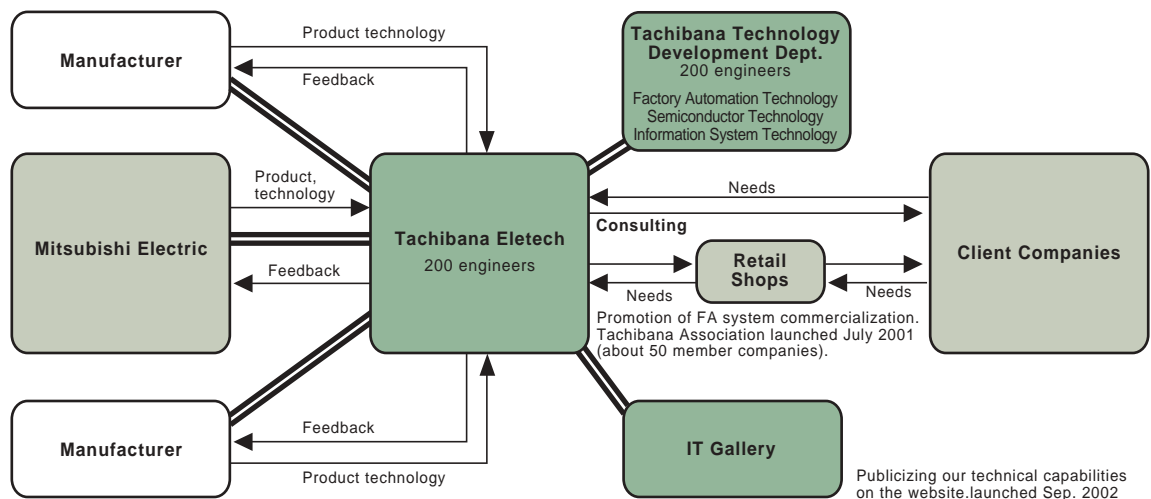 Manufacturer
Product technology
Feedback
Tachibana Technology
Development Dept.
200 engineers
Factory Automation Technology
Semiconductor Technology
Information System Technology
Mitsubishi Electric
Product,
technology
Feedback
Tachibana Eletech
200 engineers
Needs
Consulting
Retail
Shops
Needs
Needs
Client Companies
Promotion of FA system commercialization.
Tachibana Association launched July 2001
(about 50 member companies).
Manufacturer
Feedback
Product technology
IT Gallery
Publicizing our technical capabilities
on the website.launched Sep. 2002